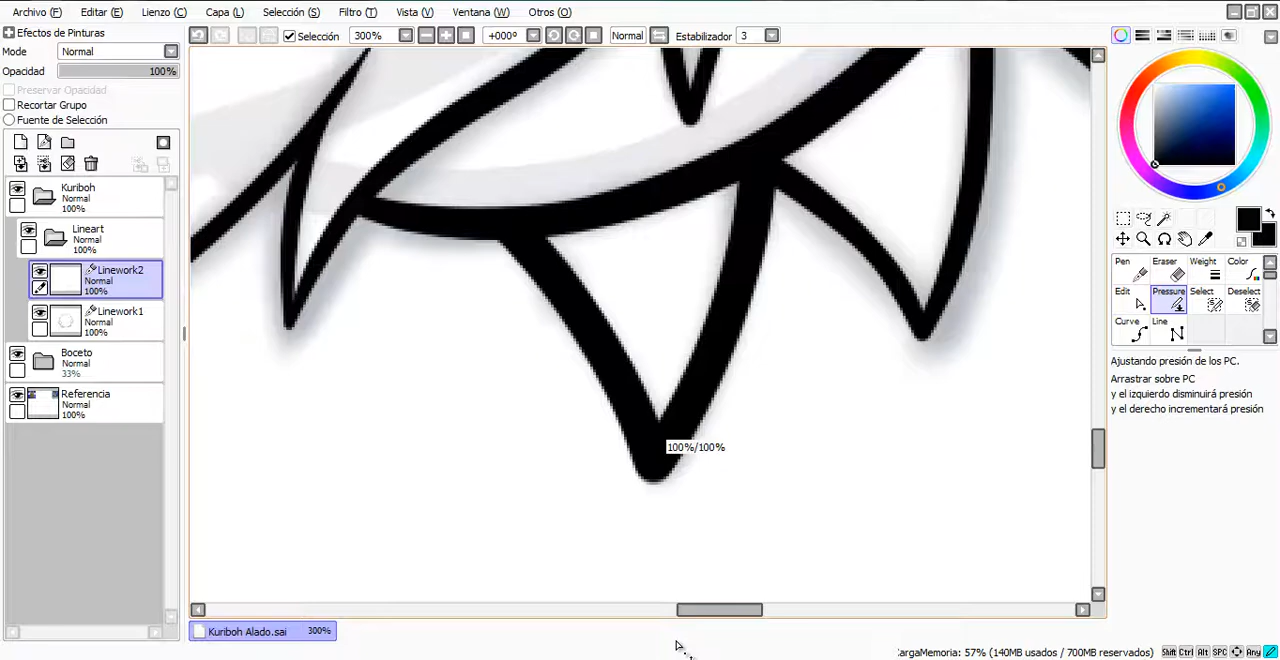 Archivo (F) Editar (E) Lienzo (C) Capa (L) Selección (S) Filtro (T) Vista (V) Ventana (W) Otros (O)
Efectos de Pinturas
Selección 300% +000º Normal Estabilizador 3
Modo Normal
Opacidad 100%
Preservar Opacidad
Recortar Grupo
Fuente de Selección
Kuriboh
100%
Lineart
Normal
100%
Linework2
Normal
100%
Linework1
Normal
100%
Boceto
Normal
33%
Referencia
Normal
100%
100%/100%
Kuriboh Alado.sai 300%
Pen Eraser Weight Color
Edit Pressure Select Deselect
Curve Line
Ajustando presión de los PC.
Arrastrar sobre PC
y el izquierdo disminuirá presión
y el derecho incrementará presión
CargaMemoria: 57% (140MB usados / 700MB reservados) Shift Ctrl Alt SPC Any